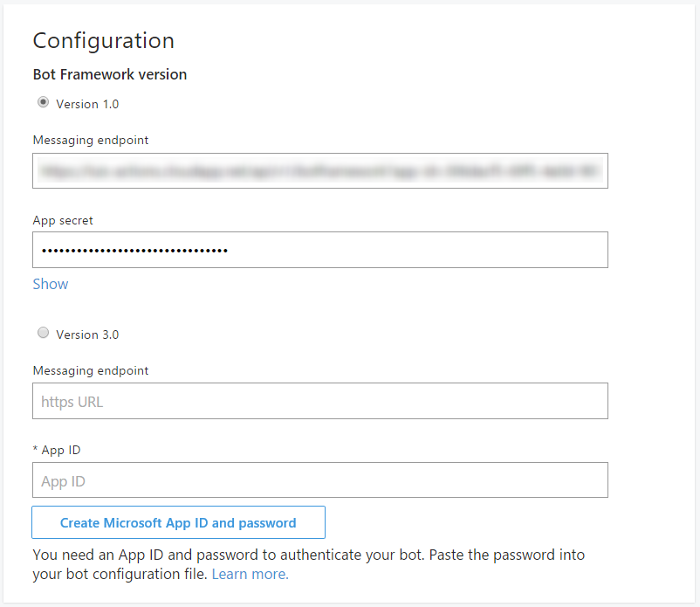 Configuration
Bot Framework version
Version 1.0
Messaging endpoint
App secret
••••••••••••••••••••••••••••••••
Show
Version 3.0
Messaging endpoint
https URL
* App ID
App ID
Create Microsoft App ID and password
You need an App ID and password to authenticate your bot. Paste the password into
your bot configuration file. Learn more.